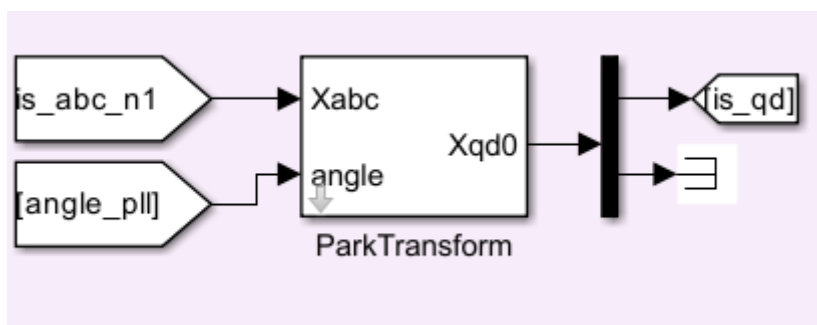 is_abc_n1
Xabc
[is_qd]
Xqd0
angle
[angle_pll]
ParkTransform